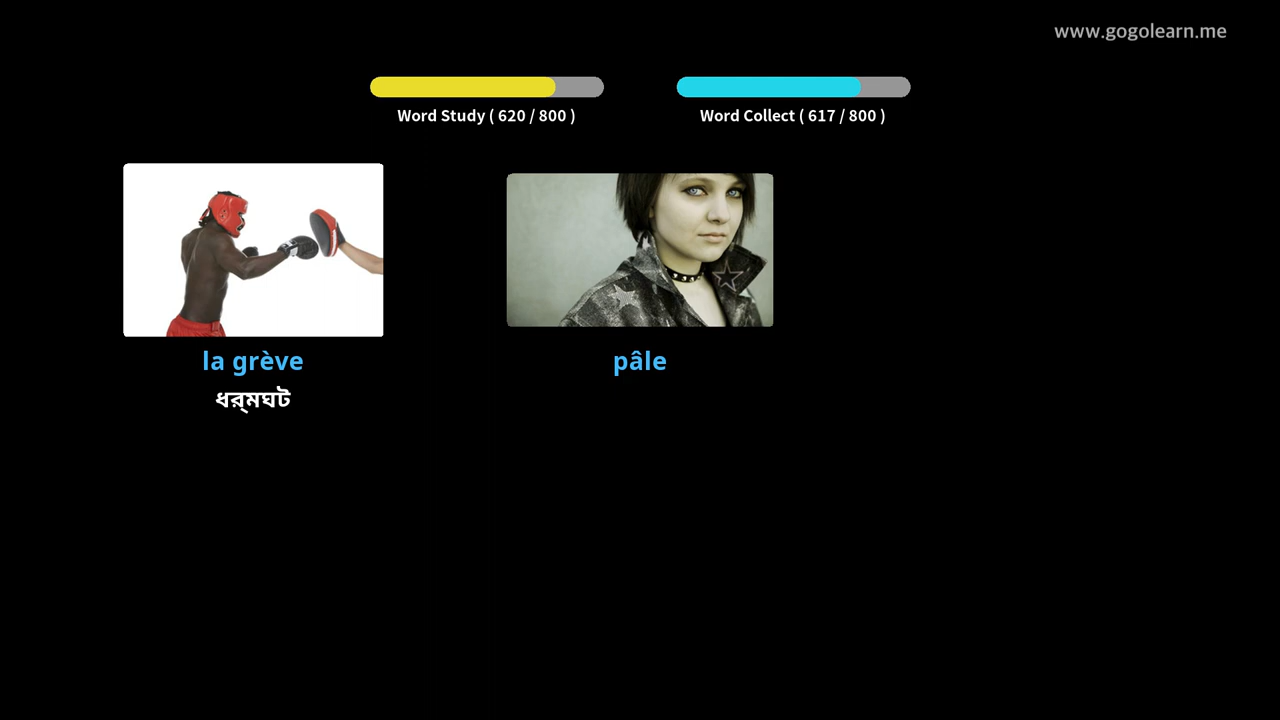 www.gogolearn.me
Word Study ( 620 / 800 )
Word Collect ( 617 / 800 )
la grève
ধর্মঘট
pâle